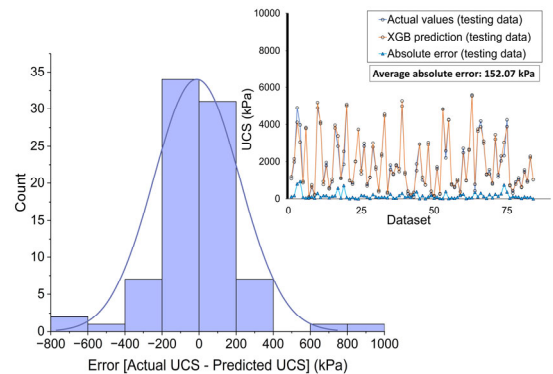 10000
8000
6000
4000
2000
0
UCS (kPa)
0
25
50
75
Dataset
Actual values (testing data)
XGB prediction (testing data)
Absolute error (testing data)
Average absolute error: 152.07 kPa
35
30
25
20
15
10
5
0
Count
-800 -600 -400 -200 0 200 400 600 800 1000
Error [Actual UCS - Predicted UCS] (kPa)